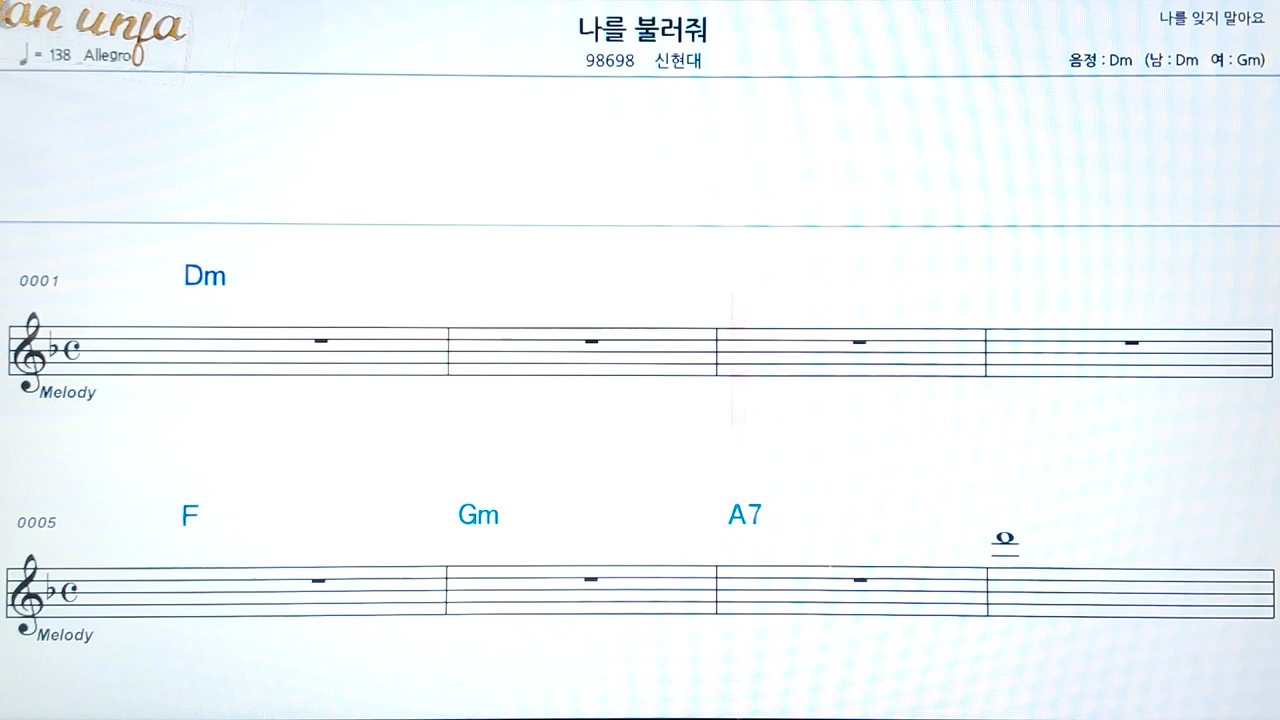 an unja
나를 불러줘
나를 잊지 말아요
♩ = 138 Allegro
98698 신현대
음정 : Dm (남 : Dm 여 : Gm)
0001 Dm
Melody
0005 F Gm A7
Melody